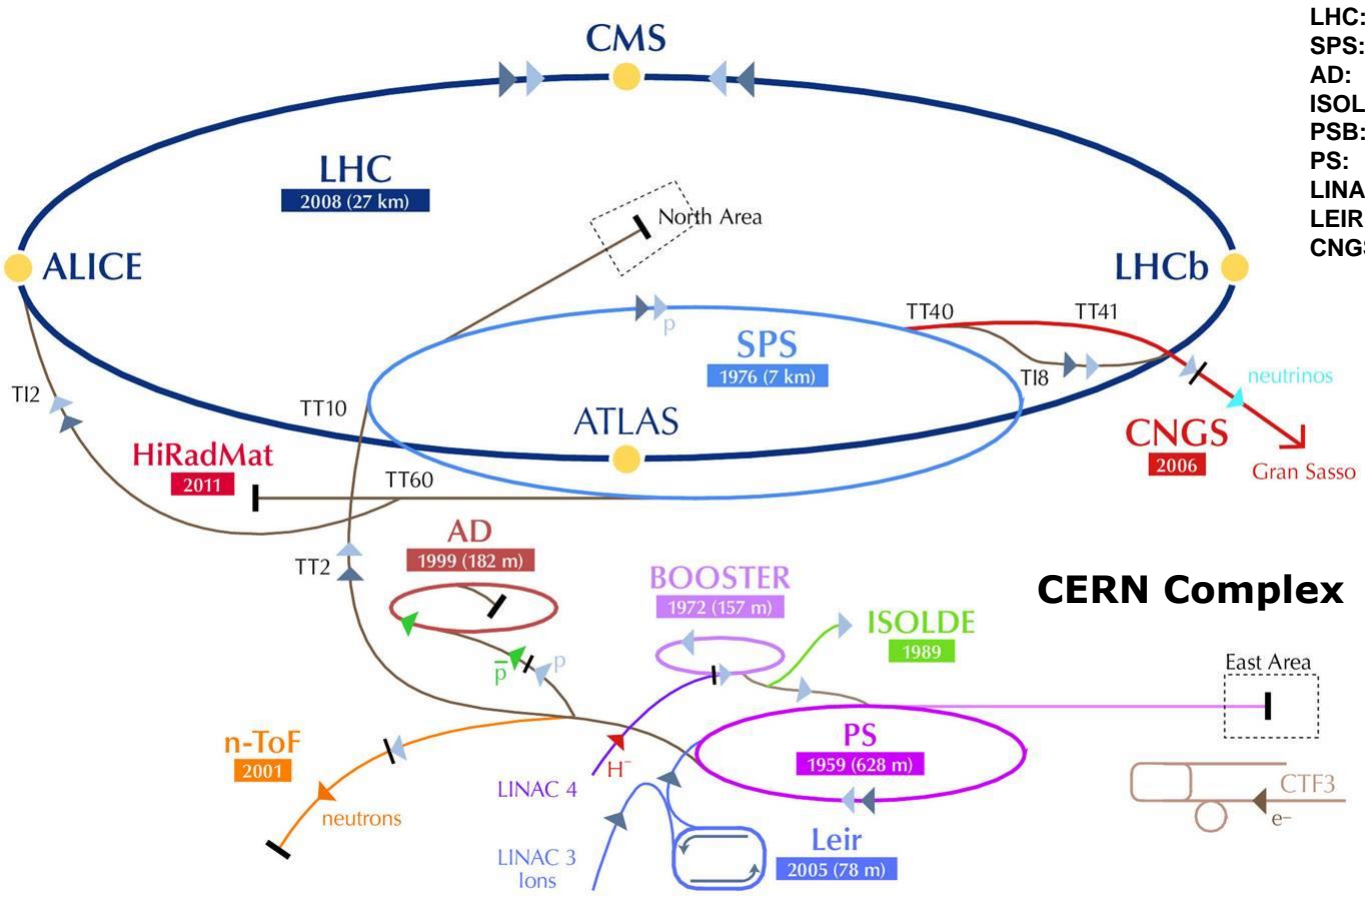 CMS
LHC:
SPS:
AD:
ISOL
PSB:
PS:
LINA
LEIR
CNGS
LHC
2008 (27 km)
North Area
ALICE
LHCb
TT40
TT41
p
SPS
1976 (7 km)
TI8
neutrinos
TI2
TT10
ATLAS
CNGS
2006
Gran Sasso
HiRadMat
2011
TT60
AD
1999 (182 m)
TT2
BOOSTER
1972 (157 m)
CERN Complex
ISOLDE
1989
p̅
p
East Area
n-ToF
2001
PS
1959 (628 m)
H⁻
LINAC 4
neutrons
CTF3
e−
LINAC 3
Ions
Leir
2005 (78 m)